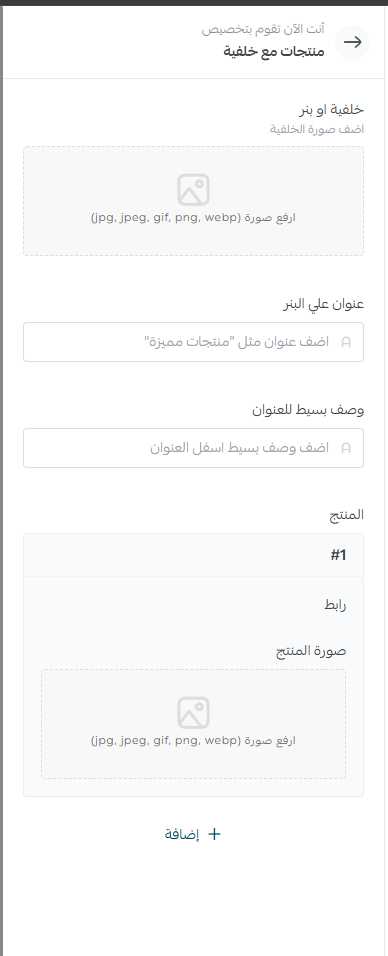 أنت الآن تقوم بتخصيص
منتجات مع خلفية
خلفية او بنر
اضف صورة الخلفية
ارفع صورة (jpg, jpeg, gif, png, webp)
عنوان علي البنر
اضف عنوان مثل "منتجات مميزة"
وصف بسيط للعنوان
اضف وصف بسيط اسفل العنوان
المنتج
#1
رابط
صورة المنتج
ارفع صورة (jpg, jpeg, gif, png, webp)
إضافة